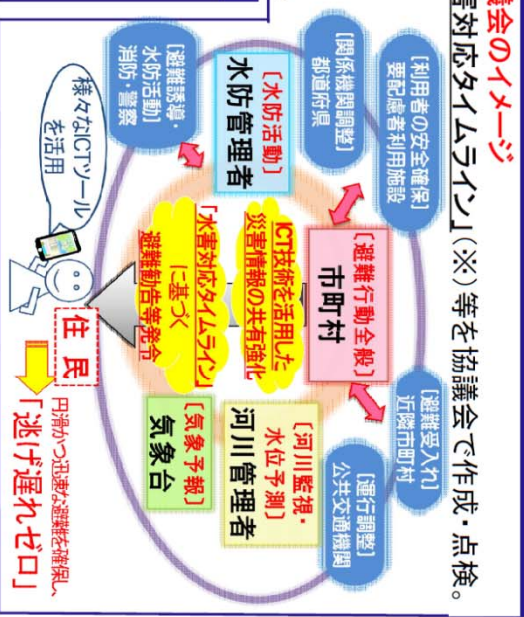 議会のイメージ
害対応タイムライン」(※)等を協議会で作成・点検。
[利用者の安全確保]
要配慮者利用施設
[避難受入れ]
近隣市町村
[関係機関調整]
都道府県
[避難行動全般]
市町村
[運行調整]
公共交通機関
[水防活動]
水防管理者
ICT技術を活用した
災害情報の共有強化
[河川監視・
水位予測]
河川管理者
[避難誘導・
水防活動]
消防・警察
「水害対応タイムライン」
に基づく
避難勧告等発令
[気象予報]
気象台
様々なICTツール
を活用
住民
円滑かつ迅速な避難を確保し、
「逃げ遅れゼロ」